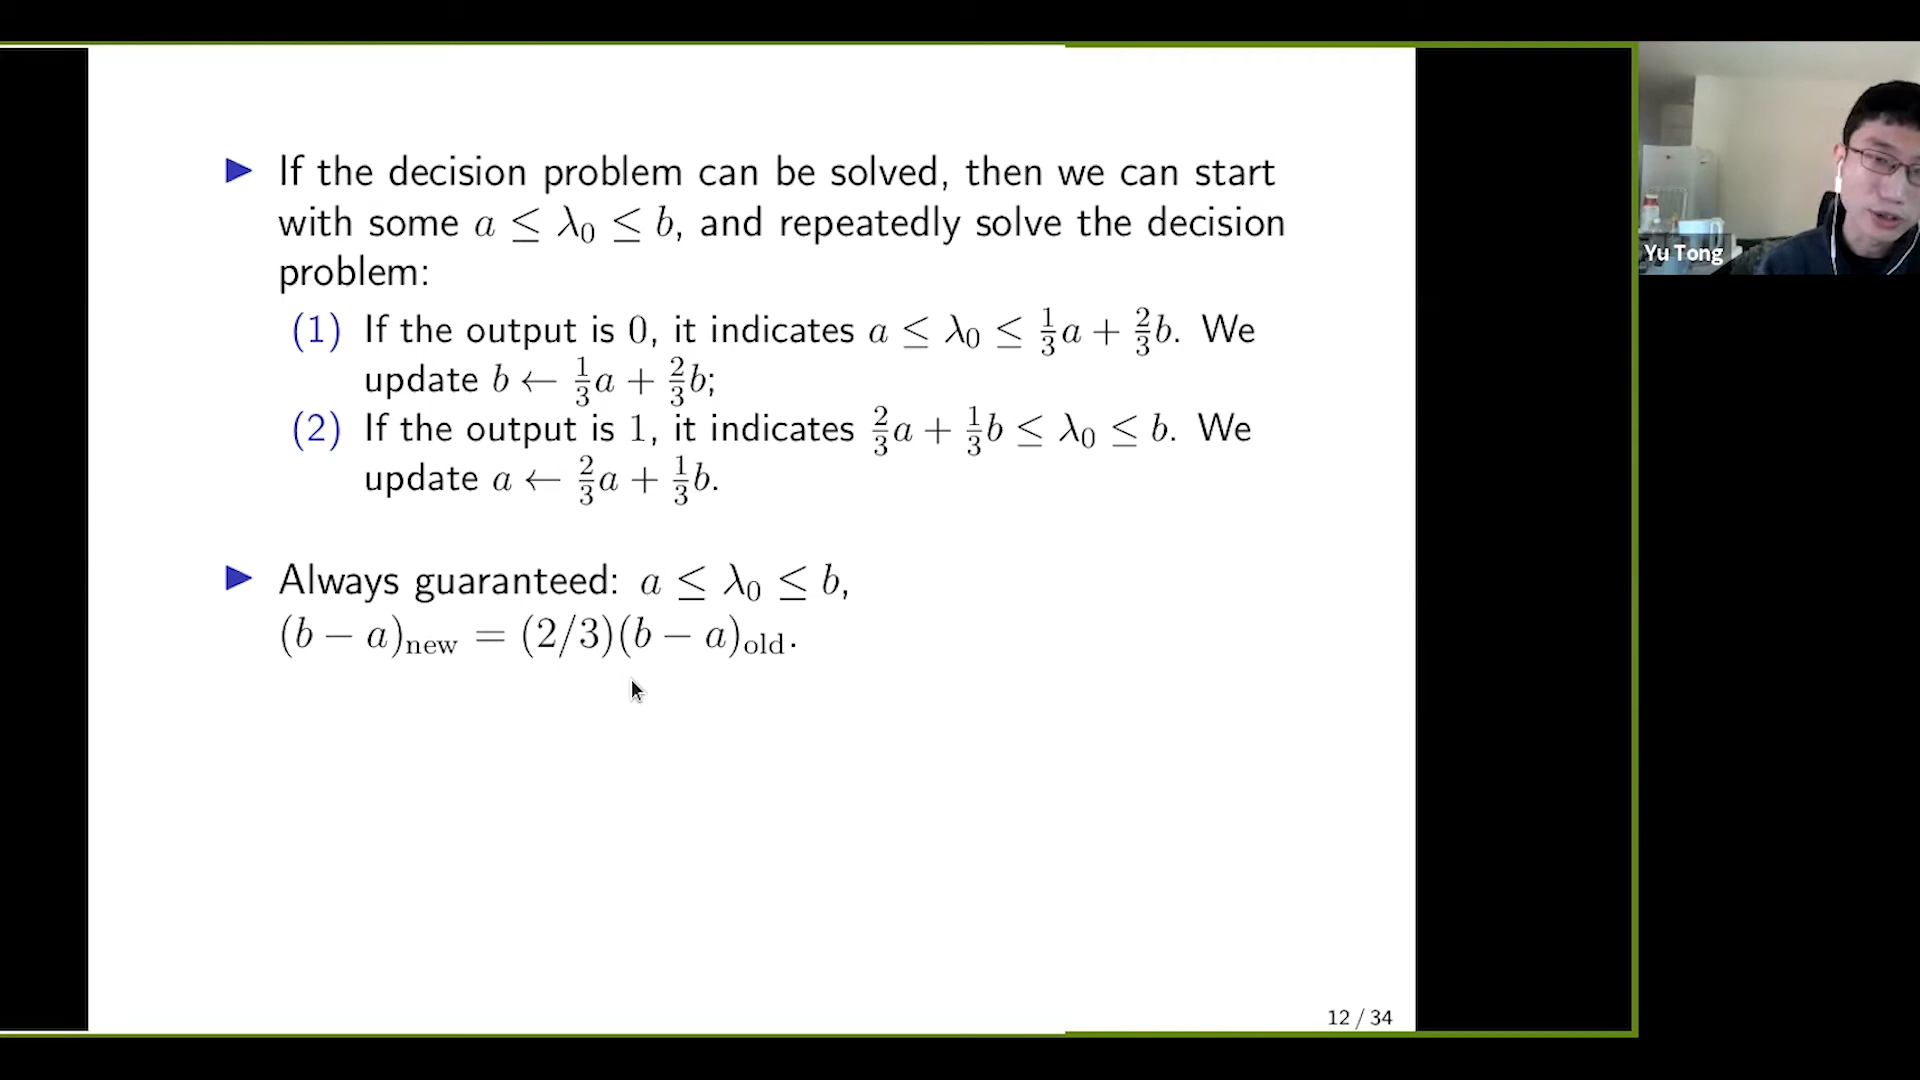 ▶ If the decision problem can be solved, then we can start
with some a ≤ λ₀ ≤ b, and repeatedly solve the decision
problem:
(1) If the output is 0, it indicates a ≤ λ₀ ≤ ⅓a + ⅔b. We
update b ← ⅓a + ⅔b;
(2) If the output is 1, it indicates ⅔a + ⅓b ≤ λ₀ ≤ b. We
update a ← ⅔a + ⅓b.
▶ Always guaranteed: a ≤ λ₀ ≤ b,
(b − a)new = (2/3)(b − a)old.
12 / 34
Yu Tong